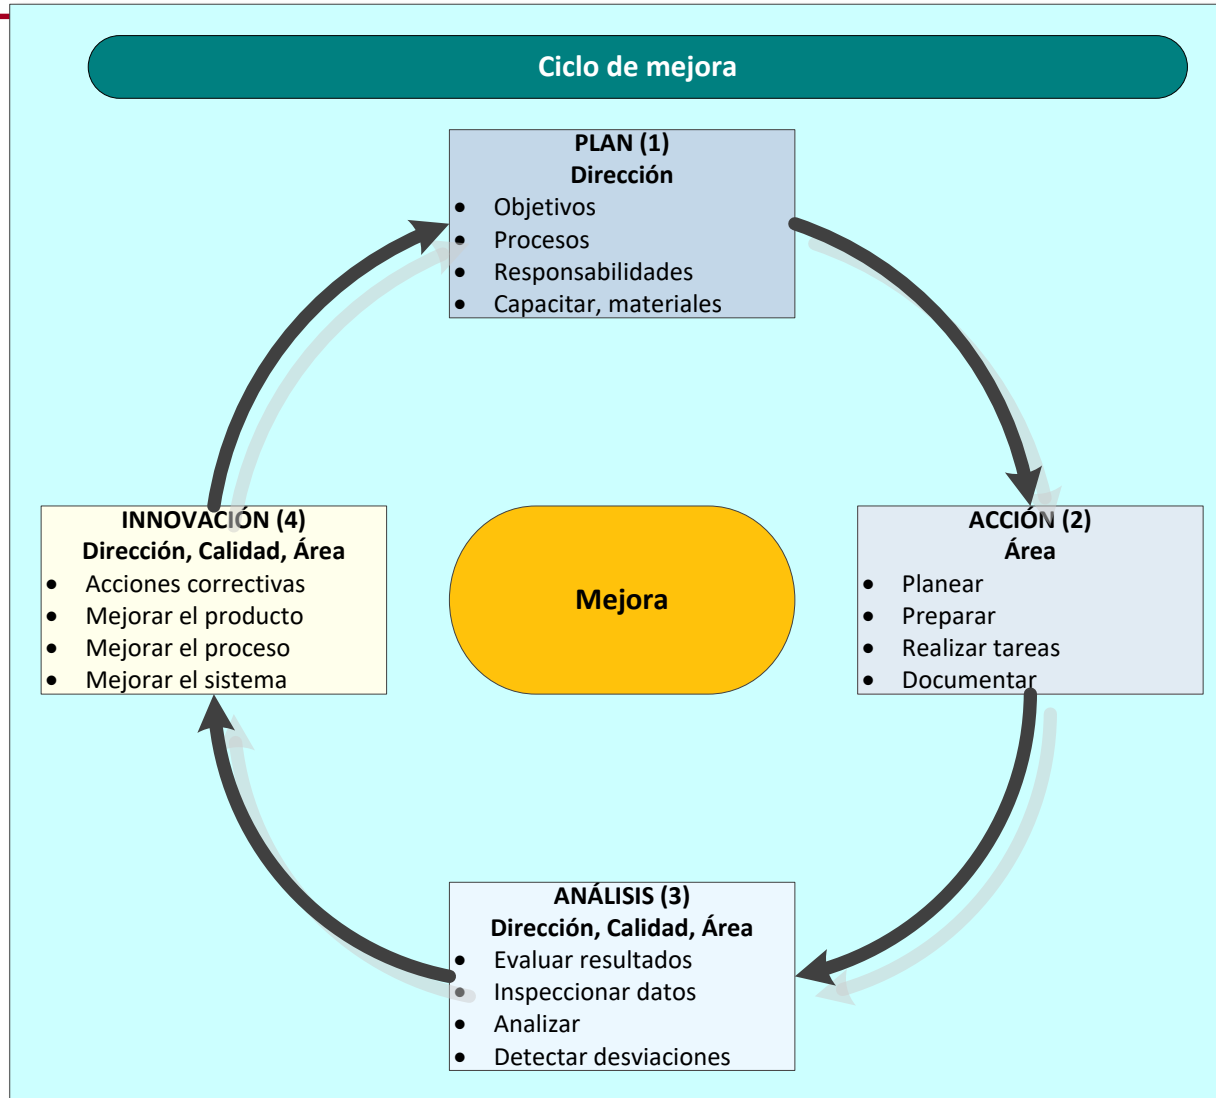 Ciclo de mejora
PLAN (1)
Dirección
• Objetivos
• Procesos
• Responsabilidades
• Capacitar, materiales
ACCIÓN (2)
Área
• Planear
• Preparar
• Realizar tareas
• Documentar
ANÁLISIS (3)
Dirección, Calidad, Área
• Evaluar resultados
• Inspeccionar datos
• Analizar
• Detectar desviaciones
INNOVACIÓN (4)
Dirección, Calidad, Área
• Acciones correctivas
• Mejorar el producto
• Mejorar el proceso
• Mejorar el sistema
Mejora